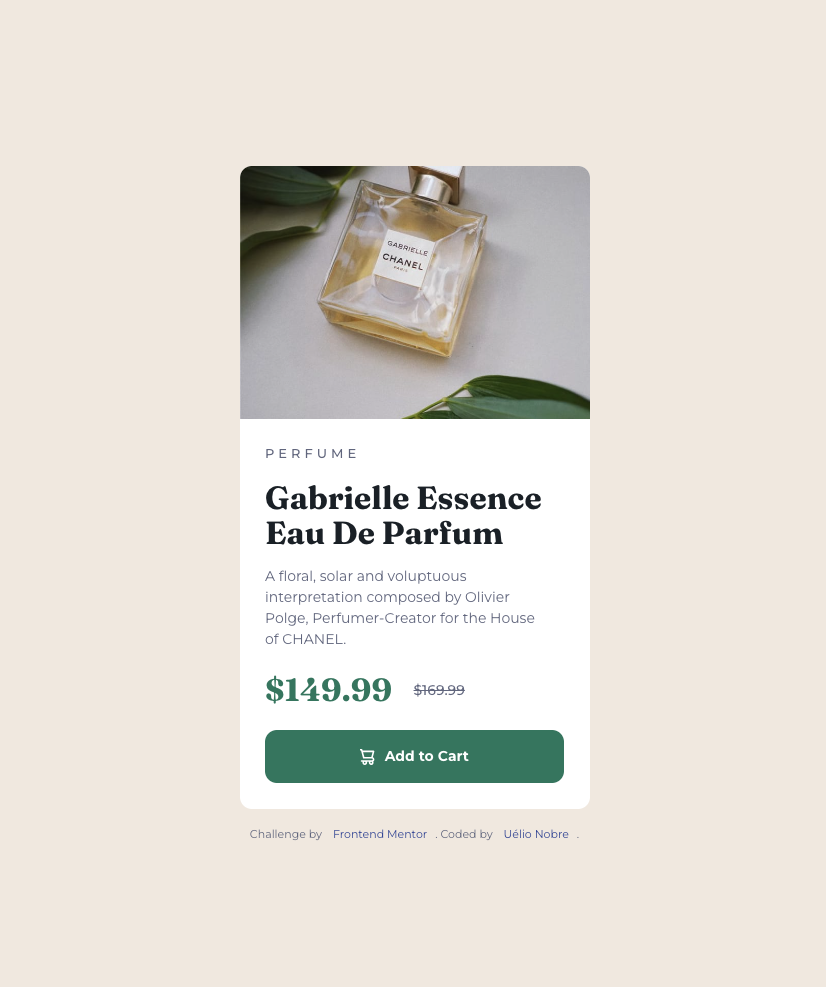 GABRIELLE
CHANEL
PARIS
PERFUME
Gabrielle Essence
Eau De Parfum
A floral, solar and voluptuous
interpretation composed by Olivier
Polge, Perfumer-Creator for the House
of CHANEL.
$149.99 $169.99
Add to Cart
Challenge by Frontend Mentor . Coded by Uélio Nobre .